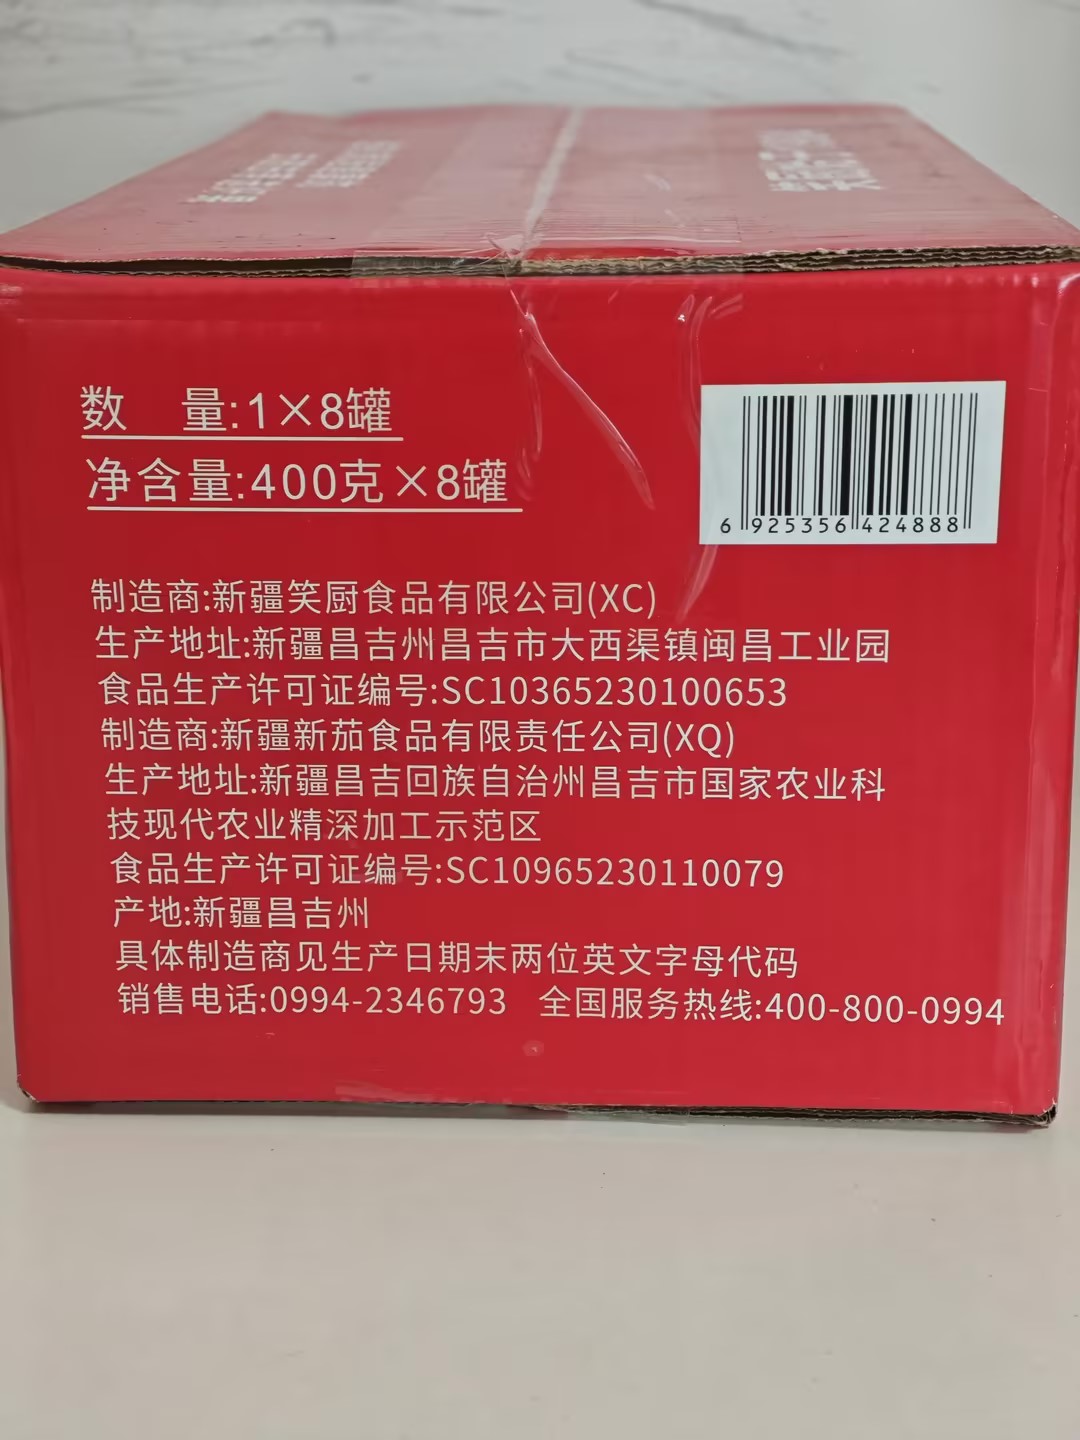 数 量:1×8罐
净含量:400克×8罐
6 925356 424888
制造商:新疆笑厨食品有限公司(XC)
生产地址:新疆昌吉州昌吉市大西渠镇闽昌工业园
食品生产许可证编号:SC10365230100653
制造商:新疆新茄食品有限责任公司(XQ)
生产地址:新疆昌吉回族自治州昌吉市国家农业科
技现代农业精深加工示范区
食品生产许可证编号:SC10965230110079
产地:新疆昌吉州
具体制造商见生产日期末两位英文字母代码
销售电话:0994-2346793 全国服务热线:400-800-0994